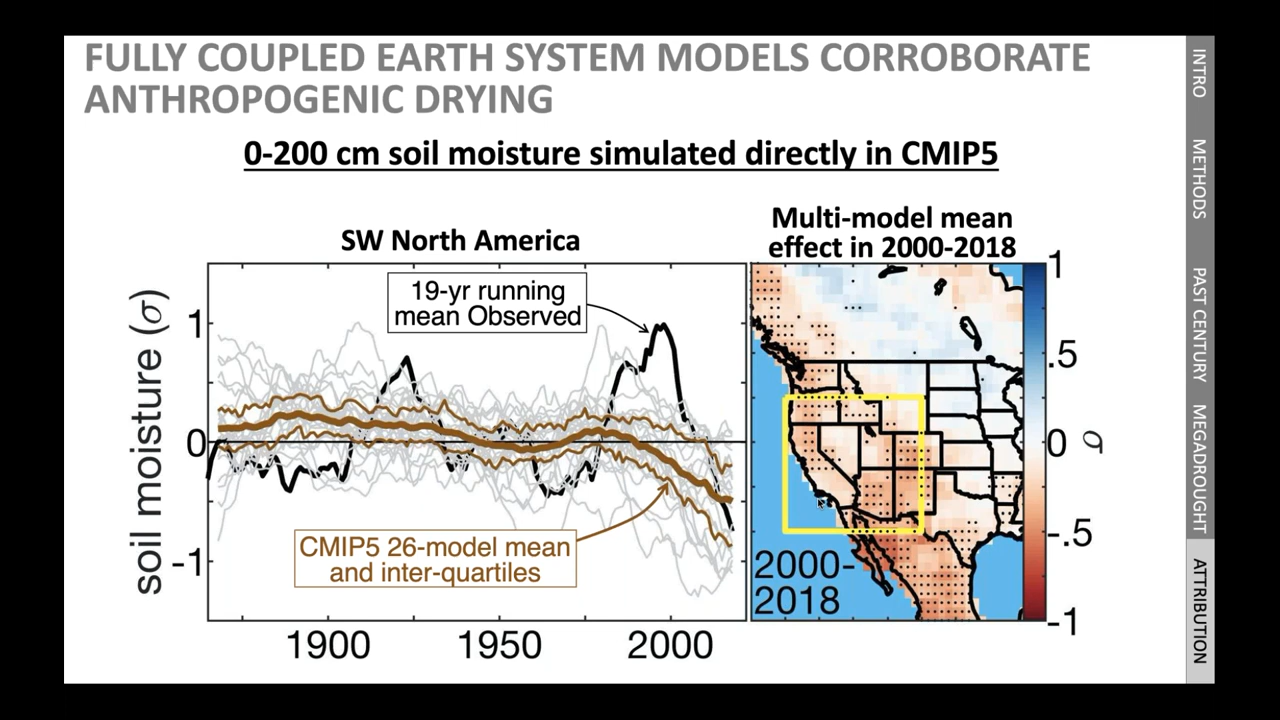 FULLY COUPLED EARTH SYSTEM MODELS CORROBORATE
ANTHROPOGENIC DRYING
0-200 cm soil moisture simulated directly in CMIP5
SW North America
Multi-model mean
effect in 2000-2018
19-yr running
mean Observed
CMIP5 26-model mean
and inter-quartiles
soil moisture (σ)
1
0
-1
1900
1950
2000
2000-
2018
1
.5
0
-.5
-1
σ
INTRO
METHODS
PAST CENTURY
MEGADROUGHT
ATTRIBUTION